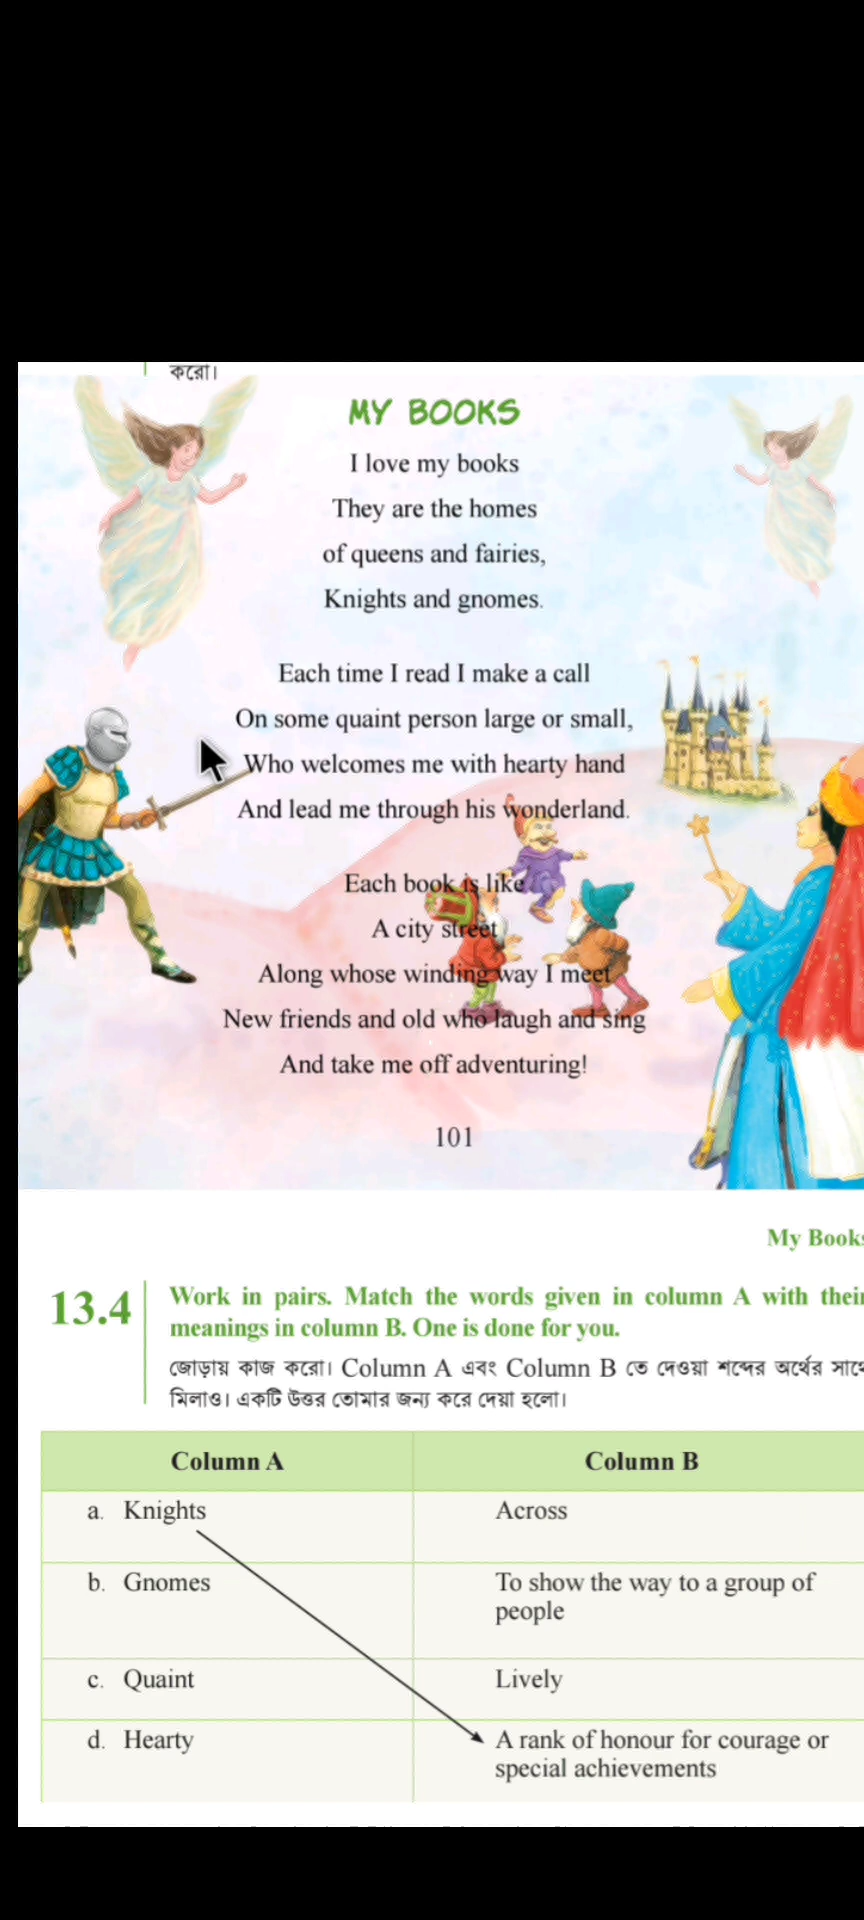 করো।
MY BOOKS
I love my books
They are the homes
of queens and fairies,
Knights and gnomes.
Each time I read I make a call
On some quaint person large or small,
Who welcomes me with hearty hand
And lead me through his wonderland.
Each book is like
A city street
Along whose winding way I meet
New friends and old who laugh and sing
And take me off adventuring!
101
My Books
13.4 Work in pairs. Match the words given in column A with their
meanings in column B. One is done for you.
জোড়ায় কাজ করো। Column A এবং Column B তে দেওয়া শব্দের অর্থের সাথে
মিলাও। একটি উত্তর তোমার জন্য করে দেয়া হলো।
Column A Column B
a. Knights Across
b. Gnomes To show the way to a group of
people
c. Quaint Lively
d. Hearty A rank of honour for courage or
special achievements